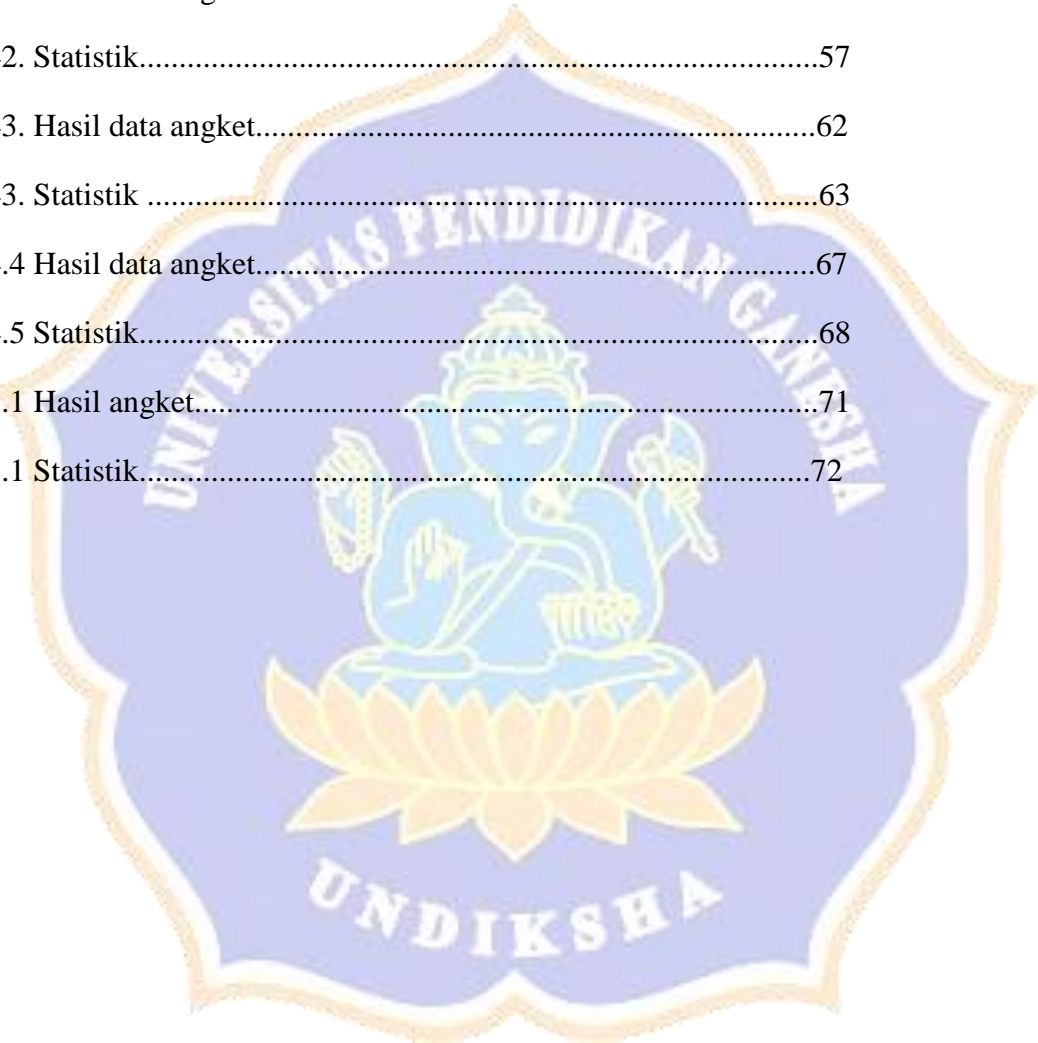 2. Statistik.......................................................................................57
3. Hasil data angket........................................................................62
3. Statistik ......................................................................................63
.4 Hasil data angket........................................................................67
.5 Statistik.......................................................................................68
.1 Hasil angket................................................................................71
.1 Statistik......................................................................................72
UNIVERSITAS PENDIDIKAN GANESHA
UNDIKSHA